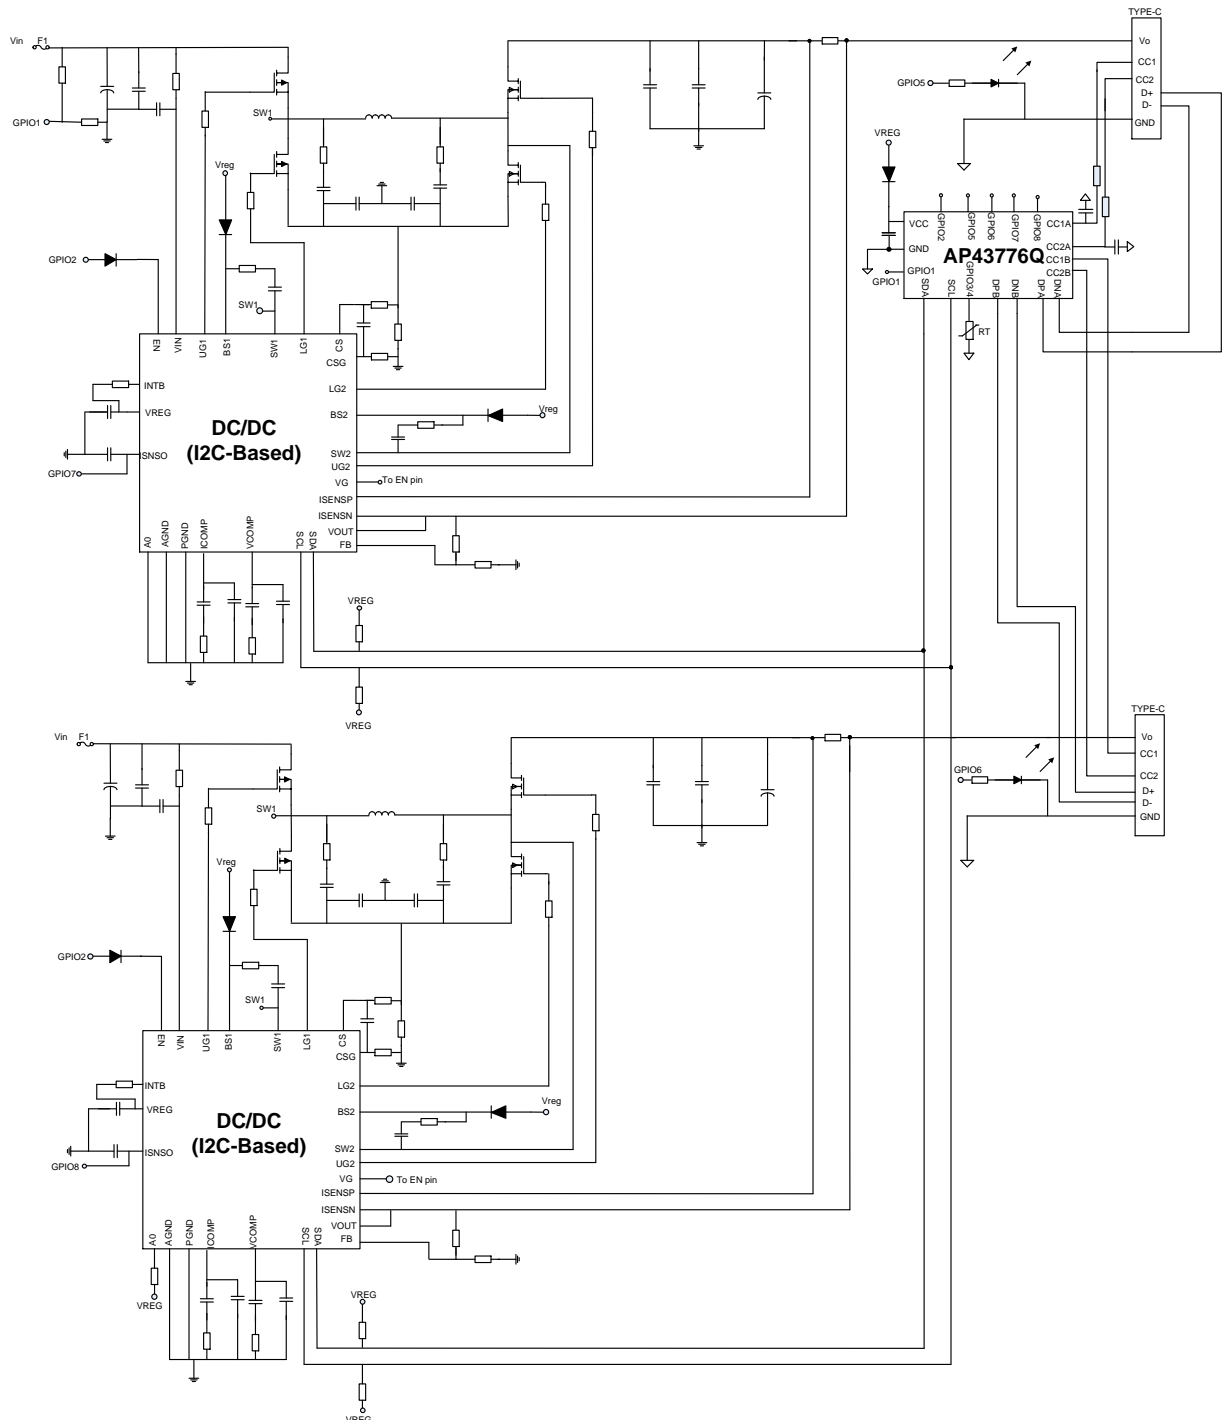 TYPE-C
Vin F1
Vo
CC1
CC2
D+
D-
GND
GPIO5
GPIO1
SW1
VREG
Vreg
GPIO2
SW1
VCC
GND
GPIO1
GPIO2
GPIO5
GPIO6
GPIO7
GPIO8
CC1A
CC2A
CC1B
CC2B
AP43776Q
SDA
SCL
GPIO3/4
DPB
DNB
DPA
DNA
RT
EN
VIN
UG1
BS1
SW1
LG1
CS
CSG
INTB
VREG
SNSO
GPIO7
DC/DC
(I2C-Based)
LG2
BS2
Vreg
SW2
UG2
VG
To EN pin
ISENSP
ISENSN
VOUT
FB
A0
AGND
PGND
ICOMP
VCOMP
SCL
SDA
VREG
VREG
TYPE-C
Vin F1
Vo
CC1
CC2
D+
D-
GND
GPIO6
SW1
Vreg
GPIO2
SW1
EN
VIN
UG1
BS1
SW1
LG1
CS
CSG
INTB
VREG
ISNSO
GPIO8
DC/DC
(I2C-Based)
LG2
BS2
Vreg
SW2
UG2
VG
To EN pin
ISENSP
ISENSN
VOUT
FB
A0
AGND
PGND
ICOMP
VCOMP
SCL
SDA
VREG
VREG
VREG